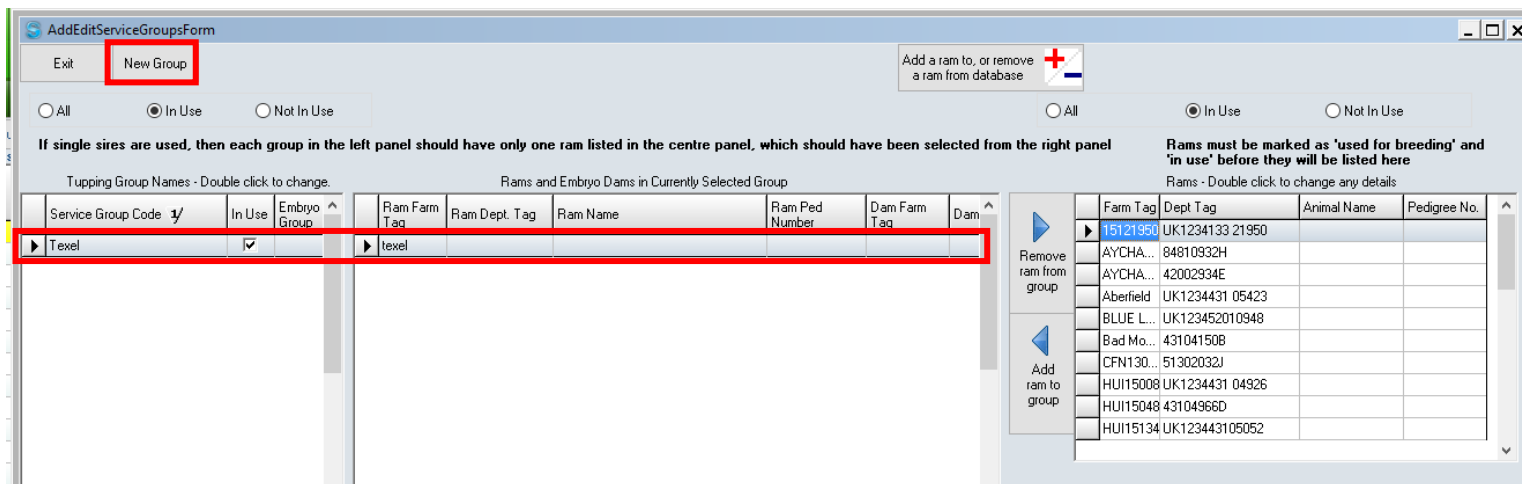 AddEditServiceGroupsForm
Exit
New Group
Add a ram to, or remove
a ram from database
All In Use Not In Use
All In Use Not In Use
If single sires are used, then each group in the left panel should have only one ram listed in the centre panel, which should have been selected from the right panel
Rams must be marked as 'used for breeding' and
'in use' before they will be listed here
Tupping Group Names - Double click to change.
Rams and Embryo Dams in Currently Selected Group
Rams - Double click to change any details
Service Group Code 1/ In Use Embryo
Group
Texel
Ram Farm
Tag Ram Dept. Tag Ram Name Ram Ped
Number Dam Farm
Tag Dam
texel
Remove
ram from
group
Add
ram to
group
Farm Tag Dept Tag Animal Name Pedigree No.
15121950 UK1234133 21950
AYCHA... 84810932H
AYCHA... 42002934E
Aberfield UK1234431 05423
BLUE L... UK123452010948
Bad Mo... 43104150B
CFN130... 51302032J
HUI15008 UK1234431 04926
HUI15048 43104966D
HUI15134 UK123443105052